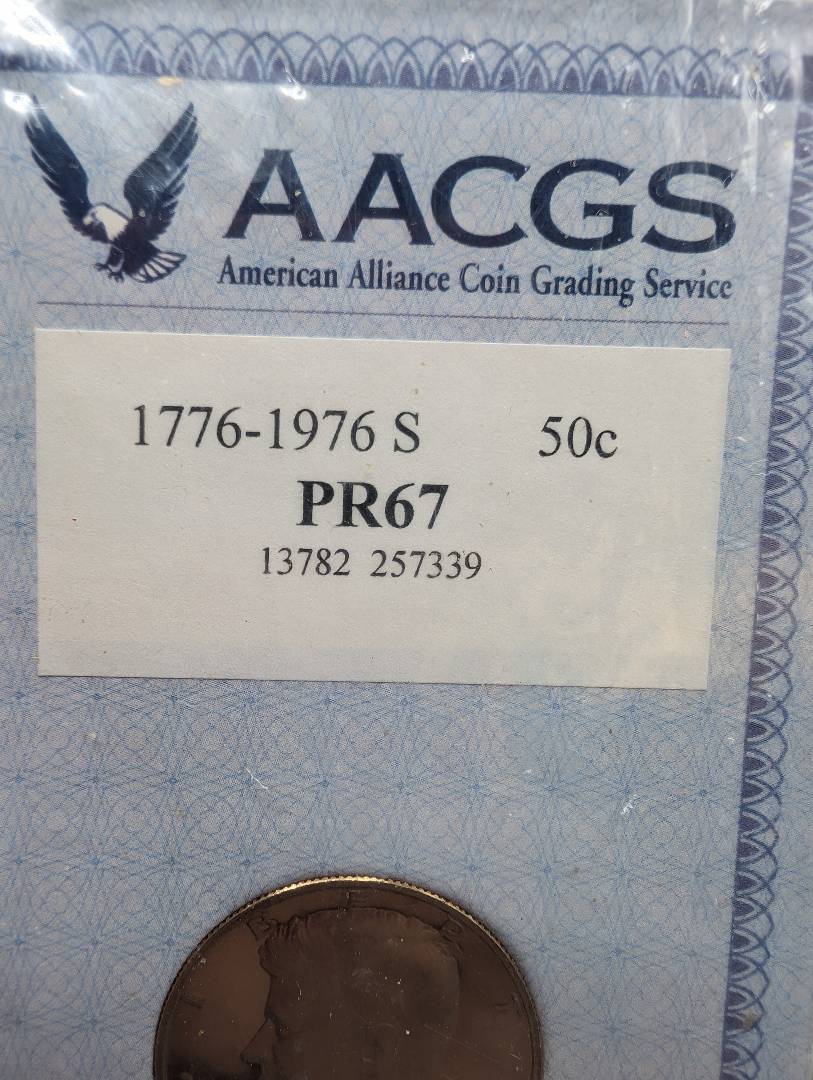 AACGS
American Alliance Coin Grading Service
1776-1976 S 50c
PR67
13782 257339